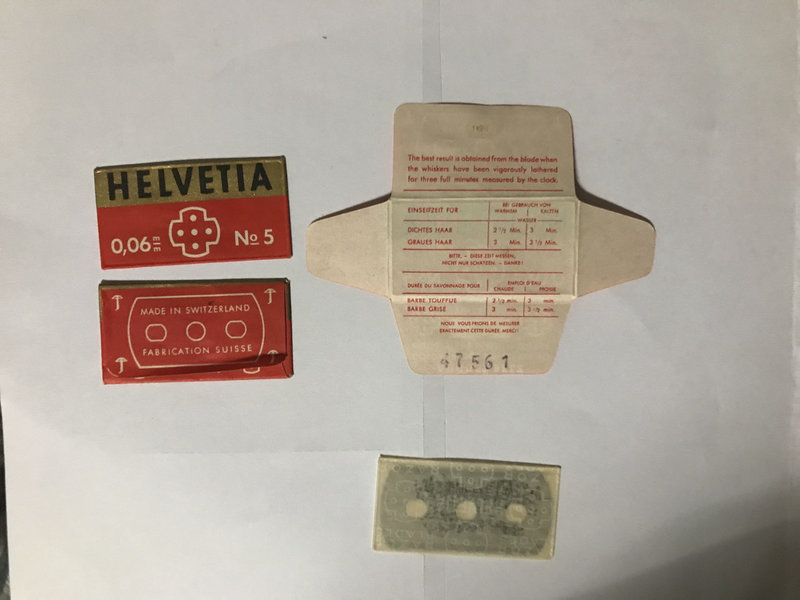 HELVETIA
0,06 m/m
No 5
MADE IN SWITZERLAND
FABRICATION SUISSE
The best result is obtained from the blade when
the whiskers have been vigorously lathered
for three full minutes measured by the clock.
EINSEIFZEIT FÜR
BEI GEBRAUCH VON
WARMEM KALTEM
WASSER
DICHTES HAAR 2 1/2 Min. 3 Min.
GRAUES HAAR 3 Min. 3 1/2 Min.
BITTE, – DIESE ZEIT MESSEN,
NICHT NUR SCHÄTZEN. – DANKE!
DURÉE DU SAVONNAGE POUR
EMPLOI D'EAU
CHAUDE FROIDE
BARBE TOUFFUE 2 1/2 min. 3 min.
BARBE GRISE 3 min. 3 1/2 min.
NOUS VOUS PRIONS DE MESURER
EXACTEMENT CETTE DURÉE. MERCI!
47561